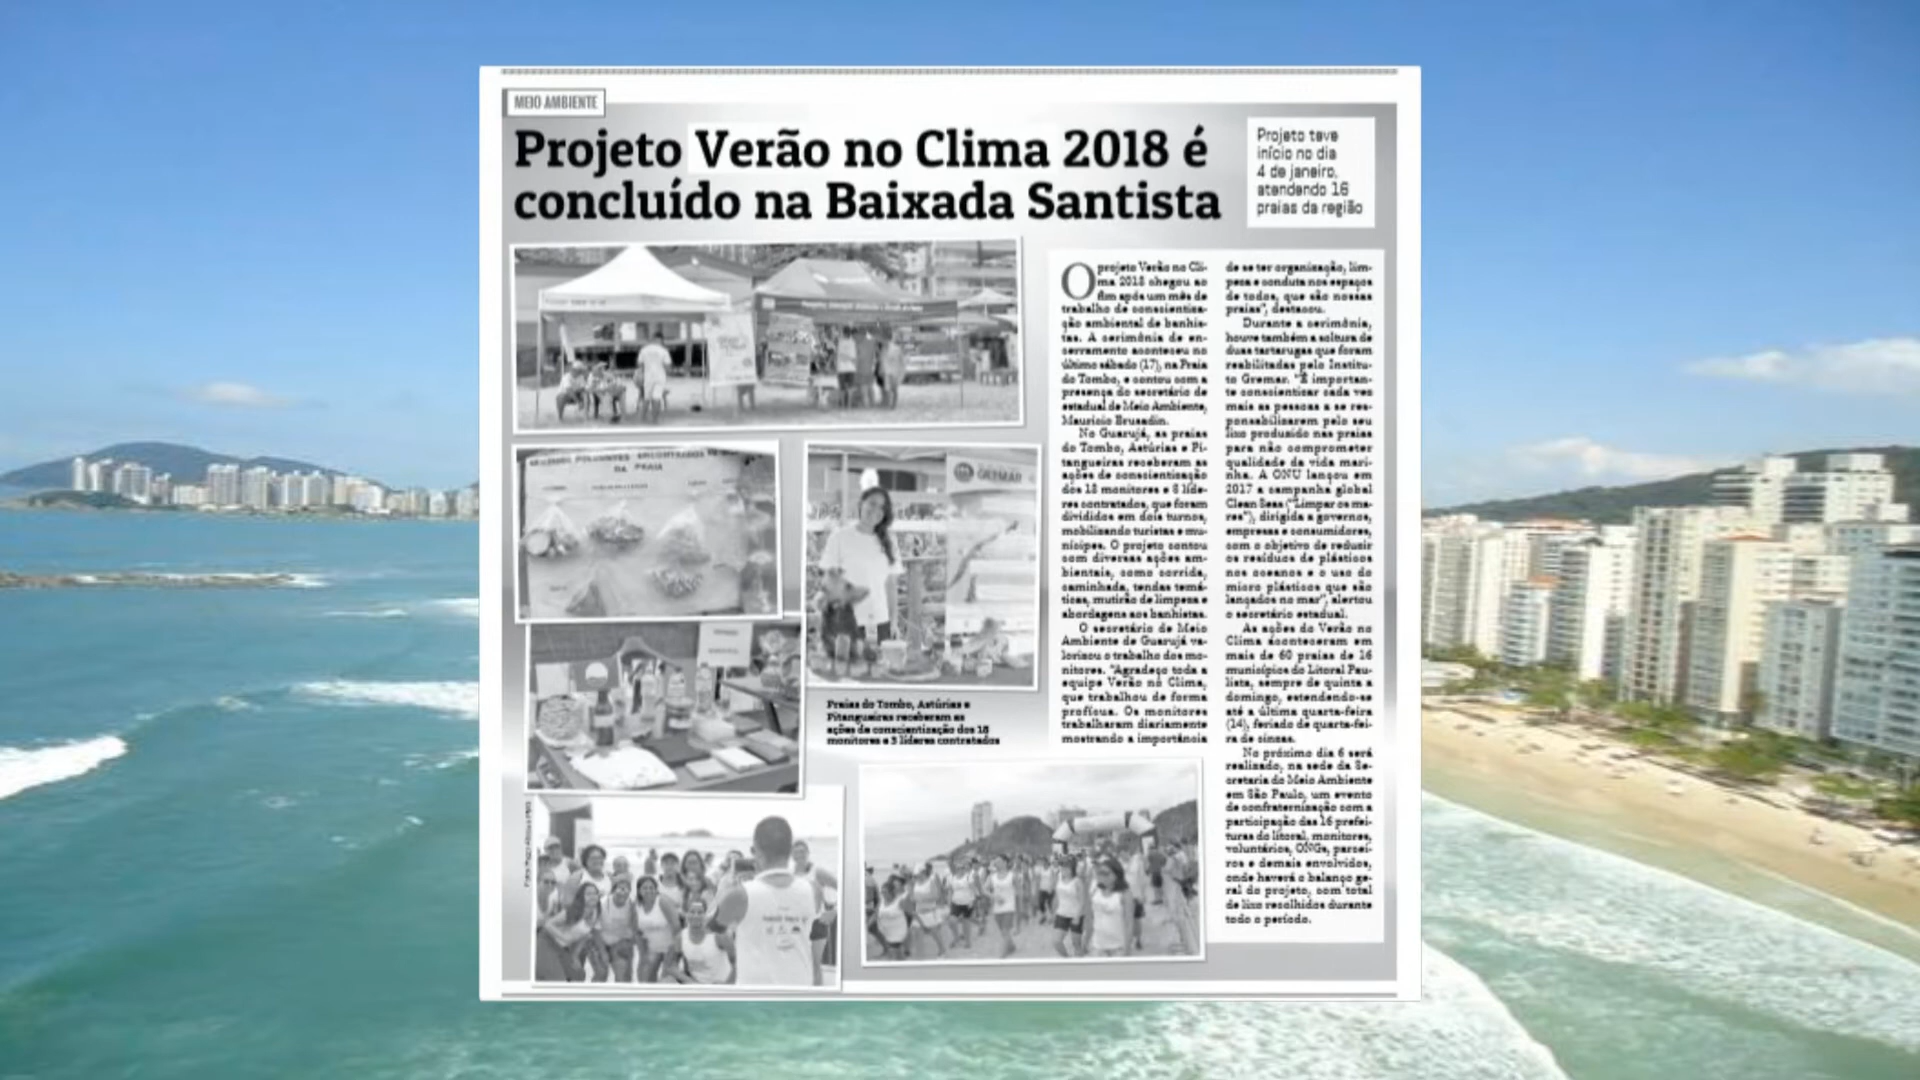 MEIO AMBIENTE
Projeto Verão no Clima 2018 é
concluído na Baixada Santista
Projeto teve
início no dia
4 de janeiro,
atendendo 16
praias da região
O projeto Verão no Cli-
ma 2018 chegou ao
fim após um mês de
trabalho de conscientiza-
ção ambiental de banhis-
tas. A cerimônia de en-
cerramento aconteceu no
último sábado (17), na Praia
do Tombo, e contou com a
presença do secretário de
estadual de Meio Ambiente,
Maurício Brusadin.
No Guarujá, as praias
do Tombo, Astúrias e Pi-
tangueiras receberam as
ações de conscientização
dos 18 monitores e 6 líde-
res contratados, que foram
divididos em dois turnos,
mobilizando turistas e mu-
nícipes. O projeto contou
com diversas ações am-
bientais, como corrida,
caminhada, tendas temá-
ticas, mutirão de limpeza e
abordagens aos banhistas.
O secretário de Meio
Ambiente de Guarujá va-
lorizou o trabalho dos mo-
nitores. "Agradeço toda a
equipe Verão no Clima,
que trabalhou de forma
profícua. Os monitores
trabalharam diariamente
mostrando a importância
de se ter organização, lim-
peza e conduta nos espaços
de todos, que são nossas
praias", destacou.
Durante a cerimônia,
houve também a soltura de
duas tartarugas que foram
reabilitadas pelo Institu-
to Gremar. "É importan-
te conscientizar cada vez
mais as pessoas a se res-
ponsabilizarem pelo seu
lixo produzido nas praias
para não comprometer
qualidade da vida mari-
nha. A ONU lançou em
2017 a campanha global
Clean Seas ("Limpar os ma-
res"), dirigida a governos,
empresas e consumidores,
com o objetivo de reduzir
os resíduos de plásticos
nos oceanos e o uso do
micro plásticos que são
lançados no mar", alertou
o secretário estadual.
As ações do Verão no
Clima aconteceram em
mais de 60 praias de 16
municípios do Litoral Pau-
lista, sempre de quinta a
domingo, estendendo-se
até a última quarta-feira
(14), feriado de quarta-fei-
ra de cinzas.
No próximo dia 6 será
realizado, na sede da Se-
cretaria do Meio Ambiente
em São Paulo, um evento
de confraternização com a
participação das 16 prefei-
turas do litoral, monitores,
voluntários, ONGs, parcei-
ros e demais envolvidos,
onde haverá o balanço ge-
ral do projeto, com total
de lixo recolhidos durante
todo o período.
DA PRAIA
GREMAR
Praias do Tombo, Astúrias e
Pitangueiras receberam as
ações de conscientização dos 18
monitores e 3 líderes contratados